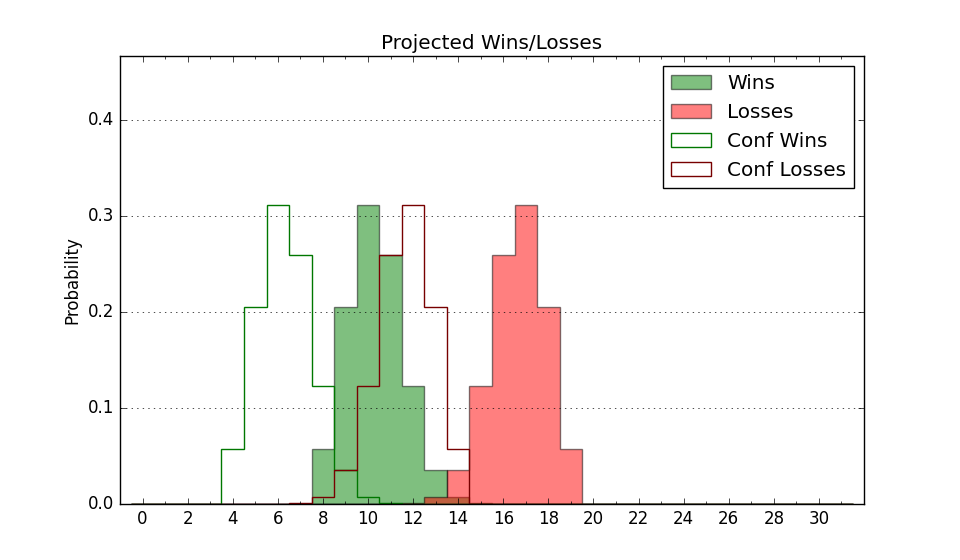 Projected Wins/Losses
Wins
Losses
Conf Wins
Conf Losses
Probability
0.4
0.3
0.2
0.1
0.0
0 2 4 6 8 10 12 14 16 18 20 22 24 26 28 30